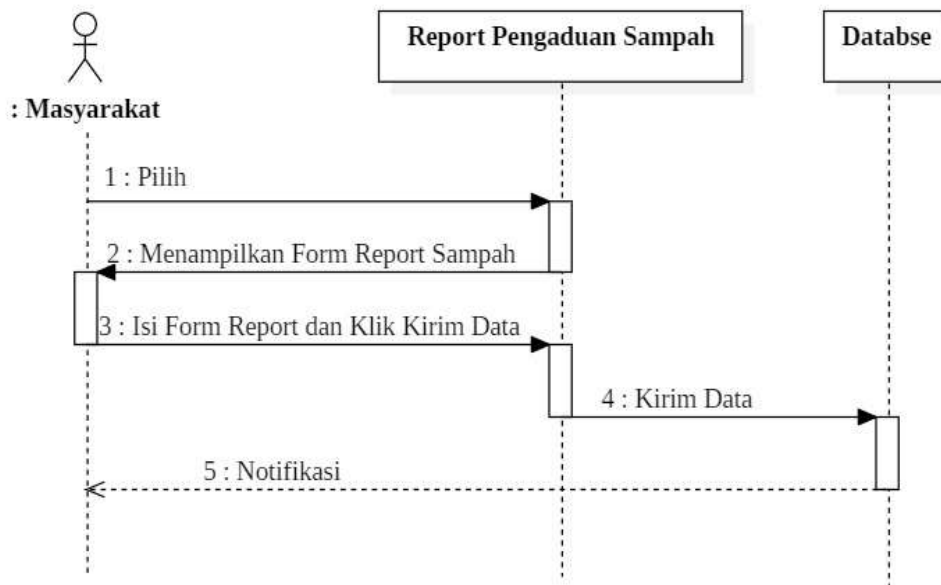 Report Pengaduan Sampah
Databse
: Masyarakat
1 : Pilih
2 : Menampilkan Form Report Sampah
3 : Isi Form Report dan Klik Kirim Data
4 : Kirim Data
5 : Notifikasi